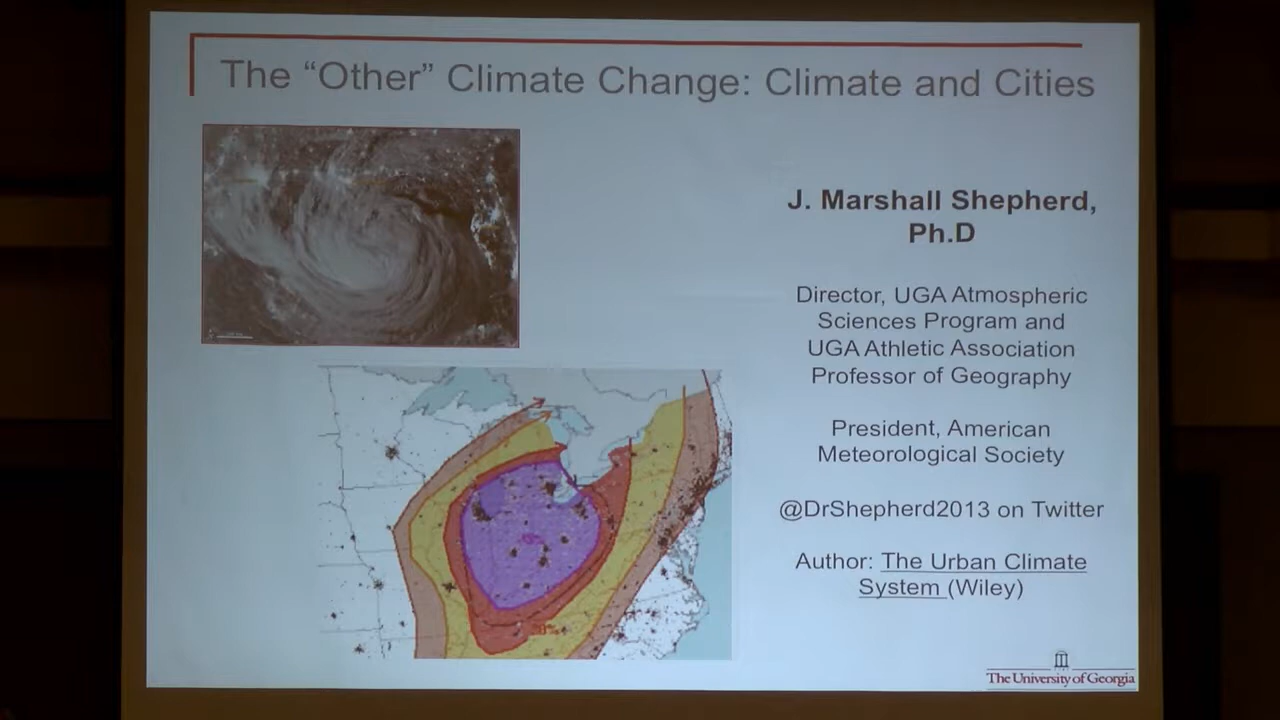 The “Other” Climate Change: Climate and Cities
J. Marshall Shepherd,
Ph.D
Director, UGA Atmospheric
Sciences Program and
UGA Athletic Association
Professor of Geography
President, American
Meteorological Society
@DrShepherd2013 on Twitter
Author: The Urban Climate
System (Wiley)
The University of Georgia